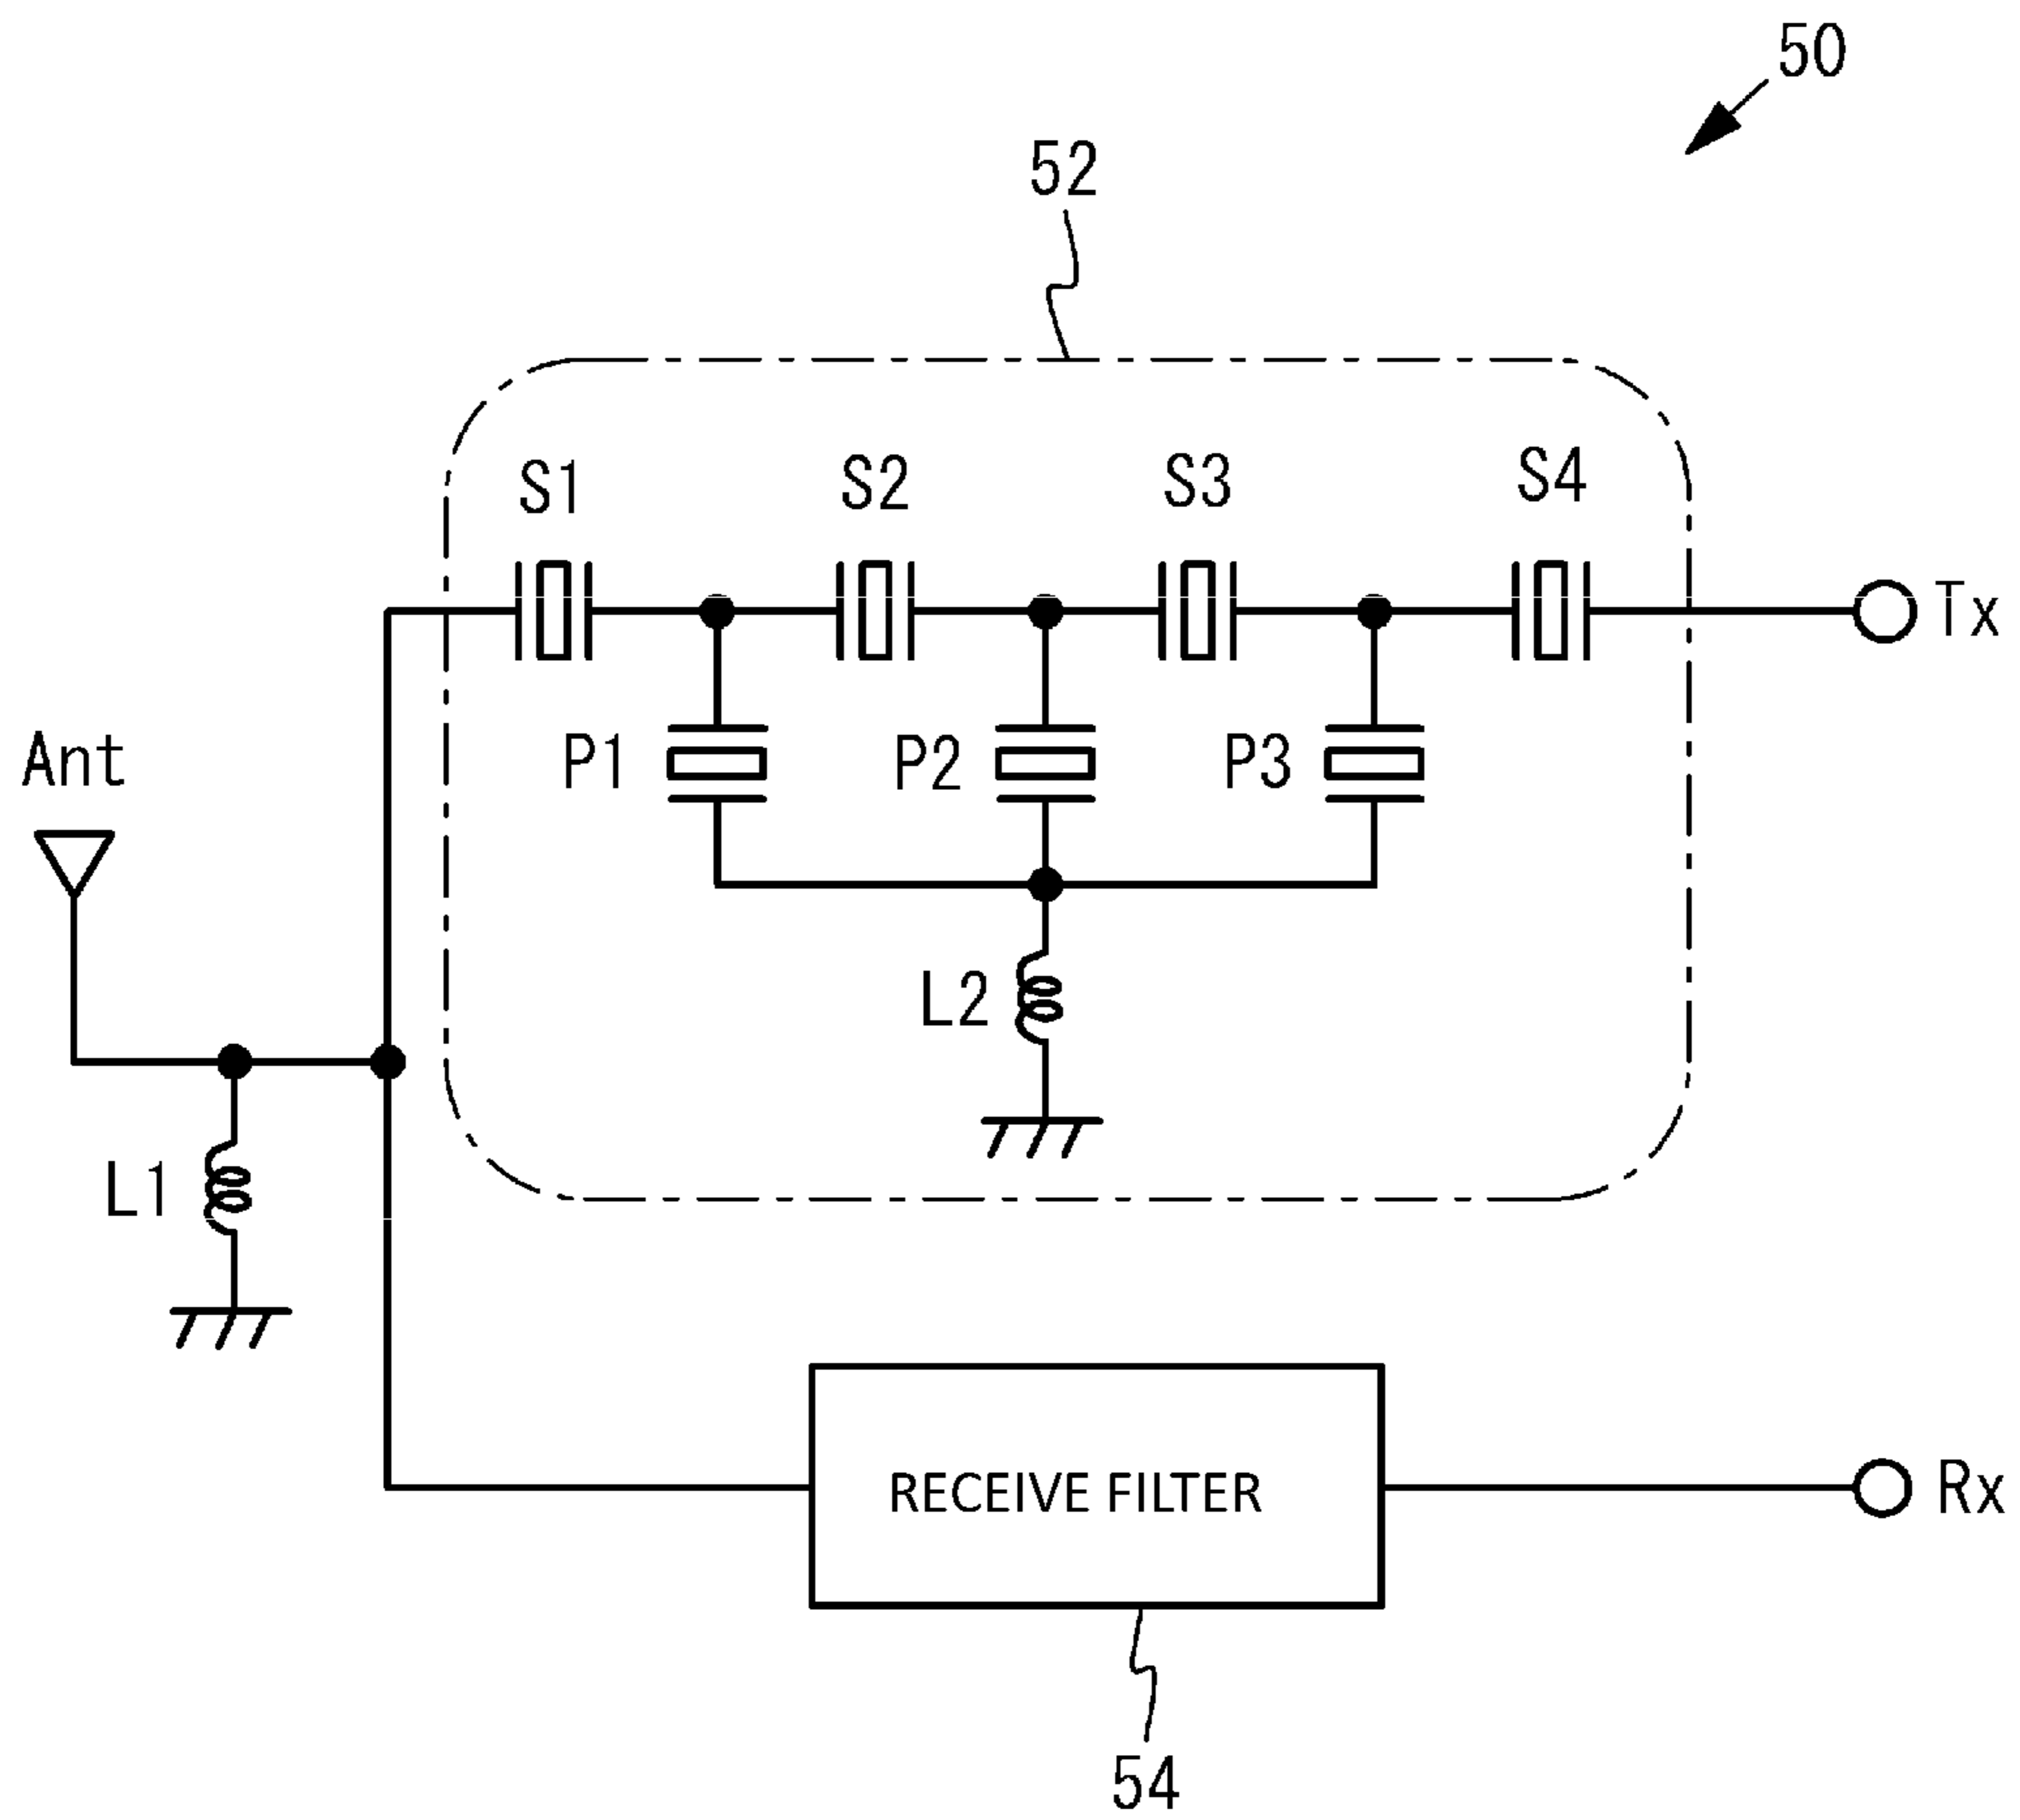 50
52
S1 S2 S3 S4
Tx
Ant
P1 P2 P3
L2
L1
RECEIVE FILTER
Rx
54